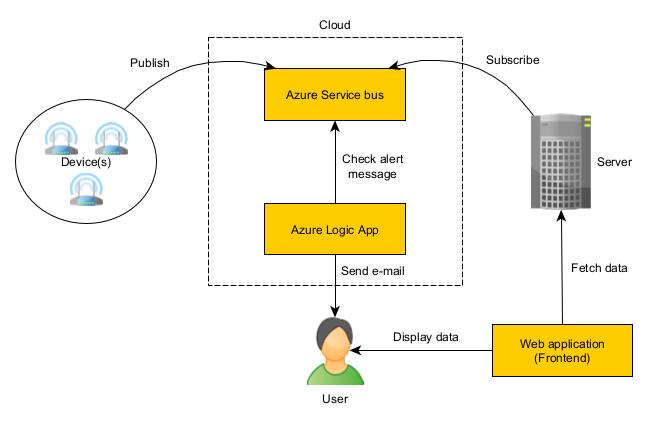 Cloud
Publish
Subscribe
Azure Service bus
Device(s)
Check alert
message
Server
Azure Logic App
Send e-mail
Fetch data
Display data
Web application
(Frontend)
User